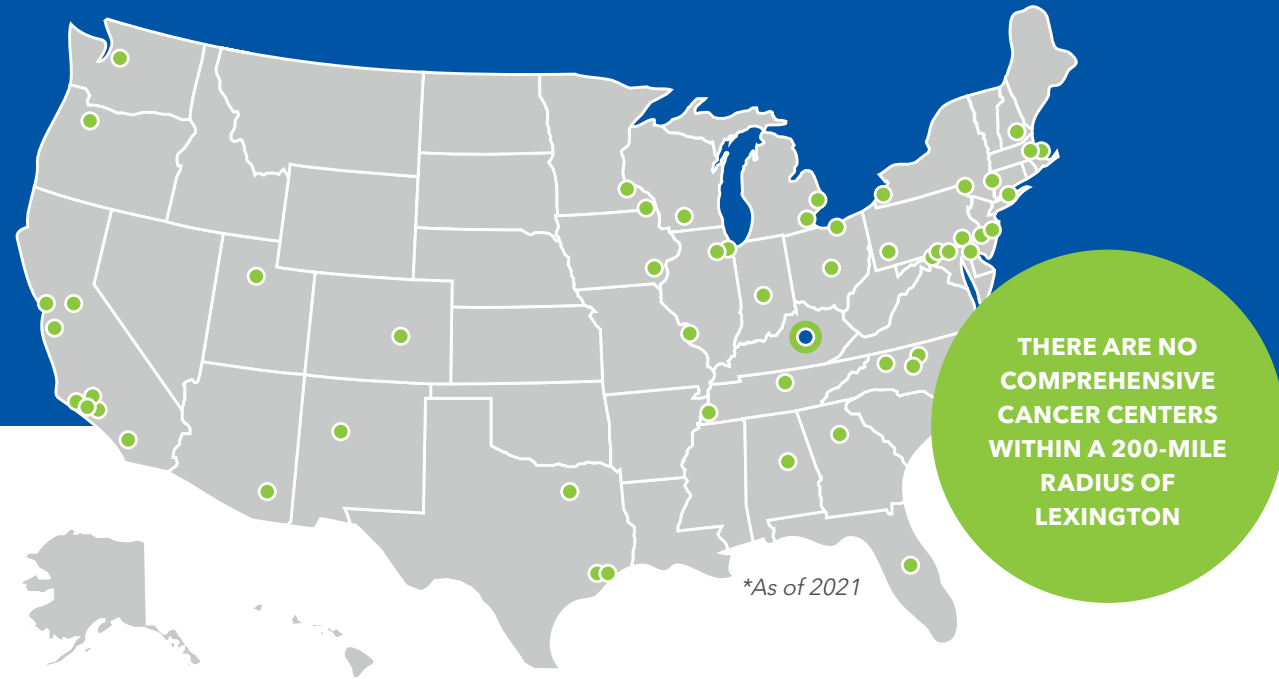 THERE ARE NO
COMPREHENSIVE
CANCER CENTERS
WITHIN A 200-MILE
RADIUS OF
LEXINGTON
*As of 2021